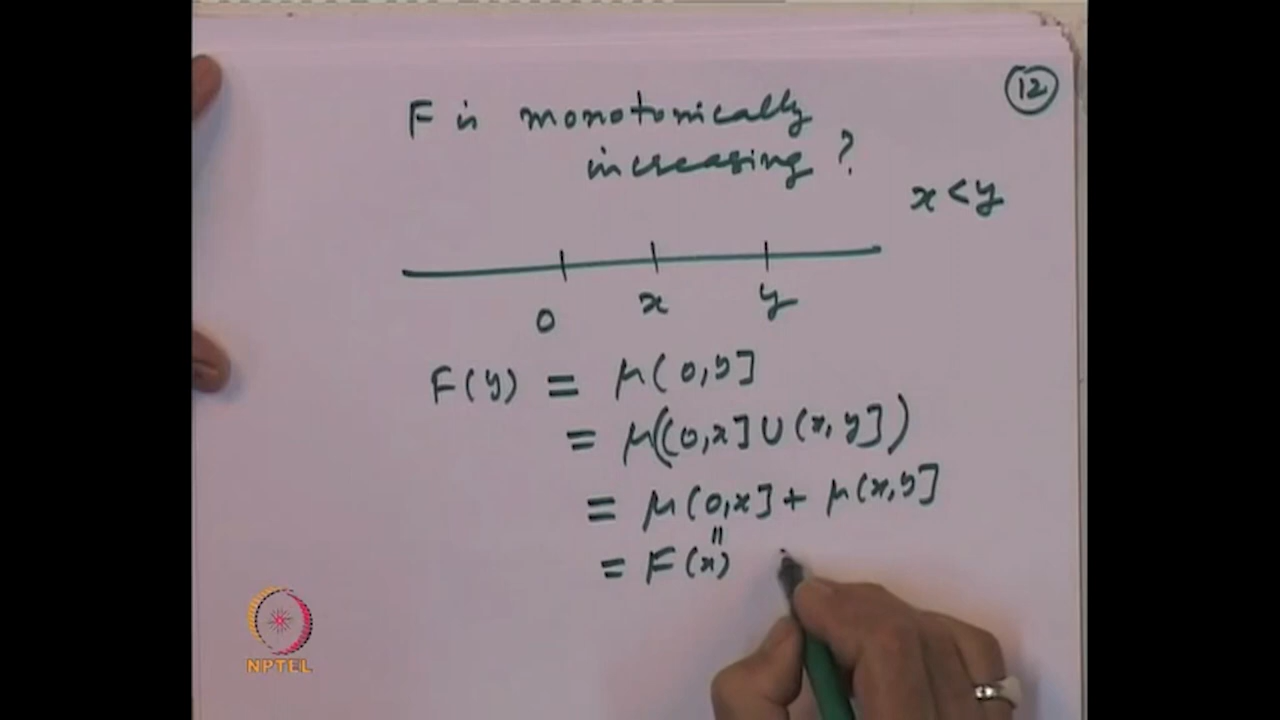 12
F is monotonically
increasing ?
x < y
0 x y
F(y) = μ(0,y]
= μ((0,x] ∪ (x,y])
= μ(0,x] + μ(x,y]
"
= F(x)
NPTEL